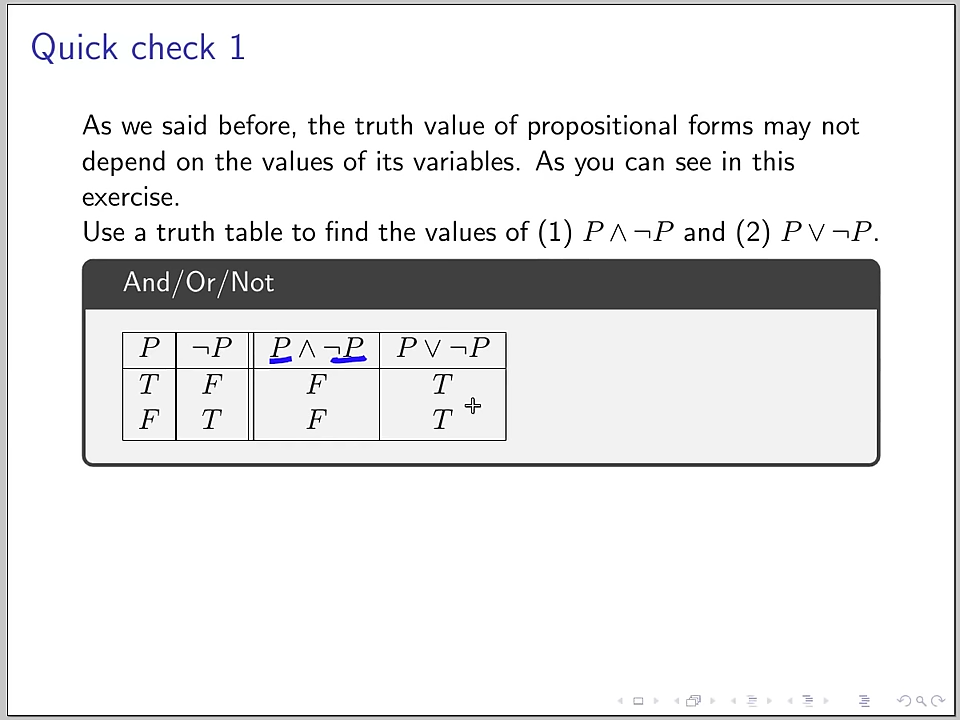 Quick check 1
As we said before, the truth value of propositional forms may not
depend on the values of its variables. As you can see in this
exercise.
Use a truth table to find the values of (1) P ∧ ¬P and (2) P ∨ ¬P.
And/Or/Not
P ¬P P ∧ ¬P P ∨ ¬P
T F F T
F T F T